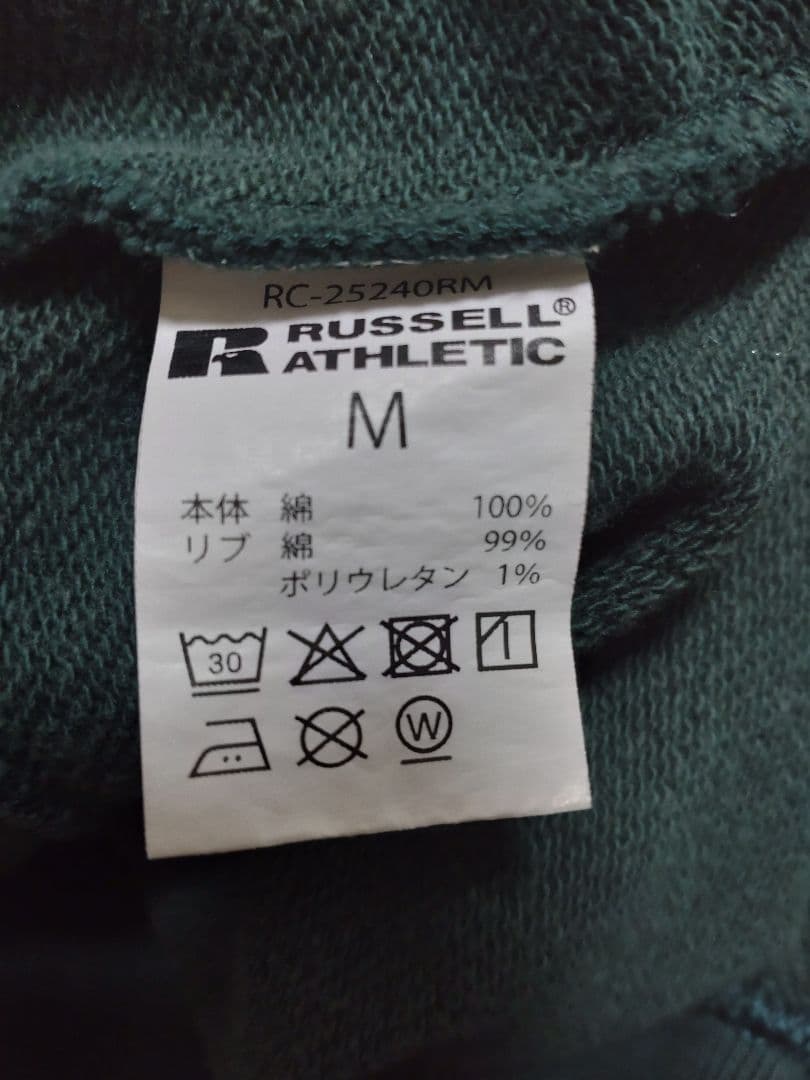 RC-25240RM
R RUSSELL®
ATHLETIC
M
本体 綿 100%
リブ 綿 99%
ポリウレタン 1%
30
W